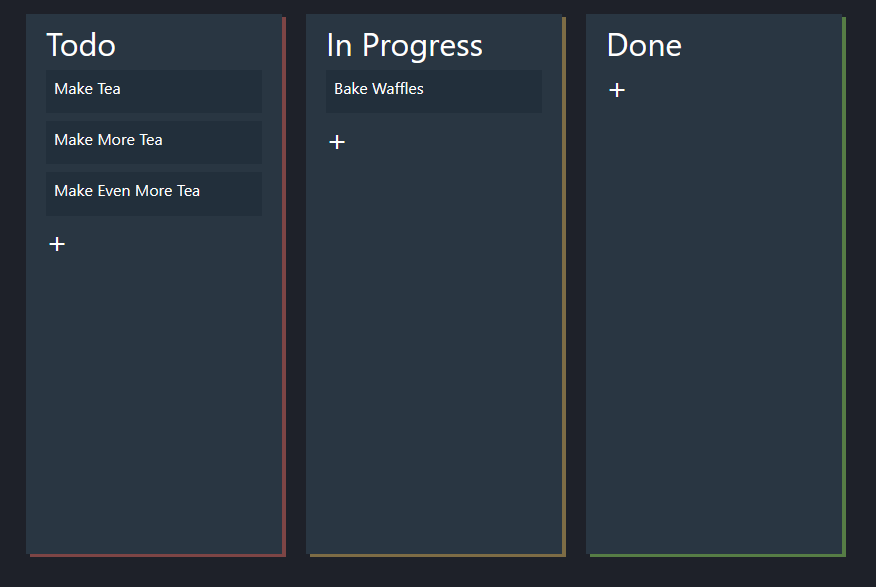 Todo
Make Tea
Make More Tea
Make Even More Tea
+
In Progress
Bake Waffles
+
Done
+